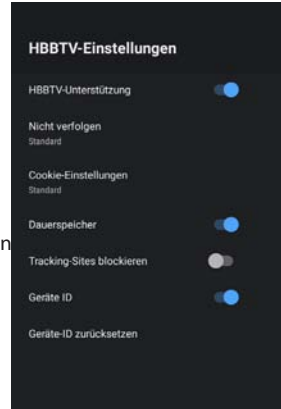 HBBTV-Einstellungen
HBBTV-Unterstützung
Nicht verfolgen
Standard
Cookie-Einstellungen
Standard
Dauerspeicher
n
Tracking-Sites blockieren
Geräte ID
Geräte-ID zurücksetzen